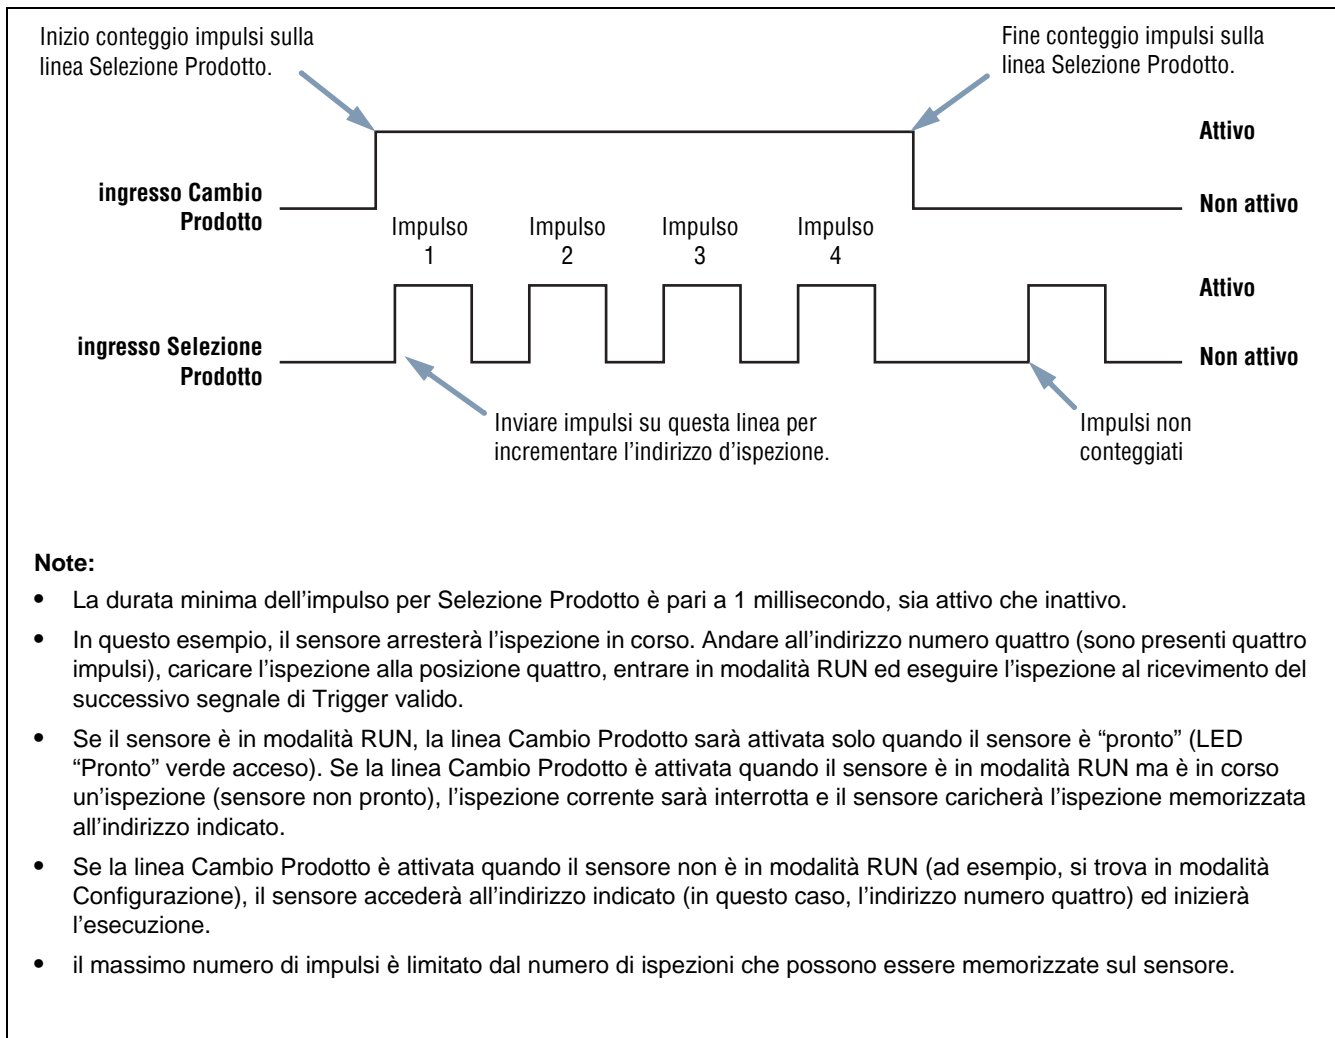 Inizio conteggio impulsi sulla
linea Selezione Prodotto.
Fine conteggio impulsi sulla
linea Selezione Prodotto.
Attivo
ingresso Cambio
Prodotto
Non attivo
Impulso
1
Impulso
2
Impulso
3
Impulso
4
Attivo
ingresso Selezione
Prodotto
Non attivo
Inviare impulsi su questa linea per
incrementare l'indirizzo d'ispezione.
Impulsi non
conteggiati
Note:
• La durata minima dell'impulso per Selezione Prodotto è pari a 1 millisecondo, sia attivo che inattivo.
• In questo esempio, il sensore arresterà l'ispezione in corso. Andare all'indirizzo numero quattro (sono presenti quattro
impulsi), caricare l'ispezione alla posizione quattro, entrare in modalità RUN ed eseguire l'ispezione al ricevimento del
successivo segnale di Trigger valido.
• Se il sensore è in modalità RUN, la linea Cambio Prodotto sarà attivata solo quando il sensore è “pronto” (LED
“Pronto” verde acceso). Se la linea Cambio Prodotto è attivata quando il sensore è in modalità RUN ma è in corso
un'ispezione (sensore non pronto), l'ispezione corrente sarà interrotta e il sensore caricherà l'ispezione memorizzata
all'indirizzo indicato.
• Se la linea Cambio Prodotto è attivata quando il sensore non è in modalità RUN (ad esempio, si trova in modalità
Configurazione), il sensore accederà all'indirizzo indicato (in questo caso, l'indirizzo numero quattro) ed inizierà
l'esecuzione.
• il massimo numero di impulsi è limitato dal numero di ispezioni che possono essere memorizzate sul sensore.